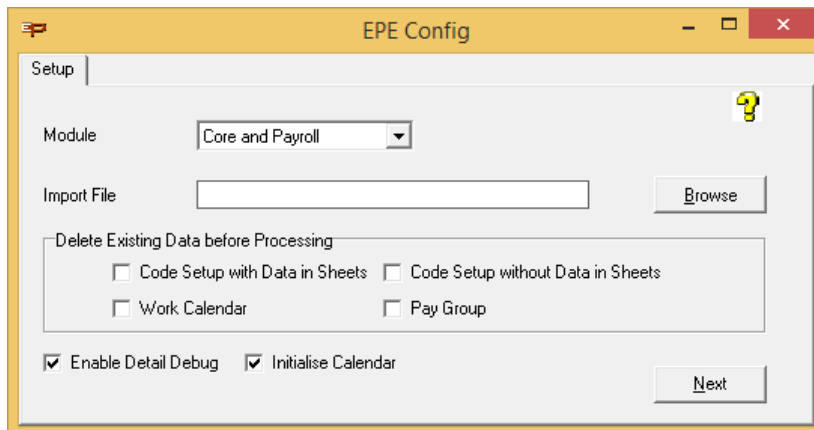 EPE Config
Setup
Module Core and Payroll
Import File Browse
Delete Existing Data before Processing
Code Setup with Data in Sheets Code Setup without Data in Sheets
Work Calendar Pay Group
Enable Detail Debug Initialise Calendar
Next